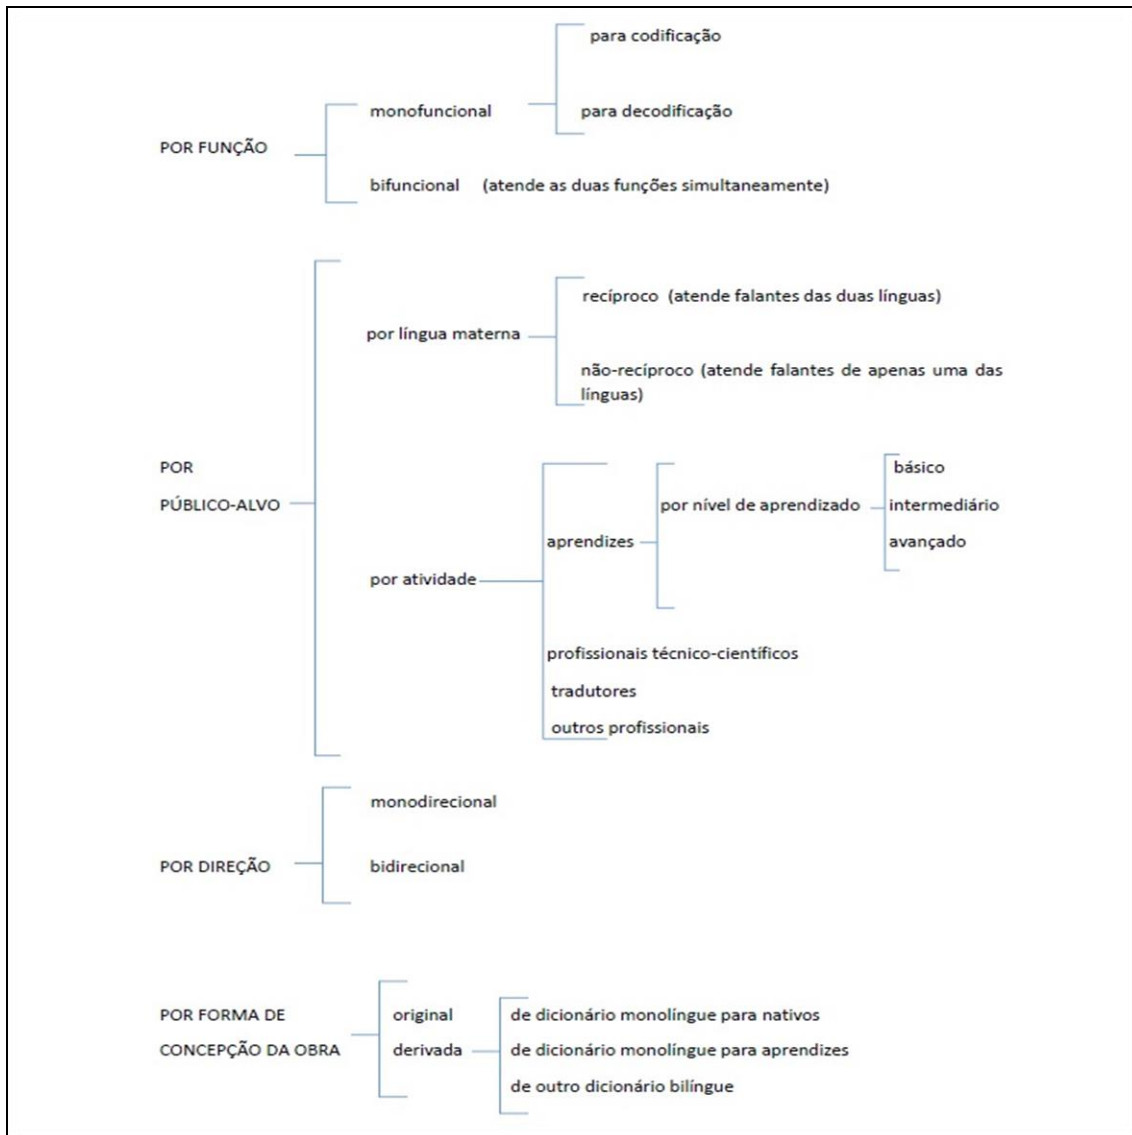 para codificação
monofuncional
para decodificação
POR FUNÇÃO
bifuncional (atende as duas funções simultaneamente)
recíproco (atende falantes das duas línguas)
por língua materna
não-recíproco (atende falantes de apenas uma das
línguas)
POR
PÚBLICO-ALVO
básico
por nível de aprendizado
intermediário
avançado
aprendizes
por atividade
profissionais técnico-científicos
tradutores
outros profissionais
monodirecional
POR DIREÇÃO
bidirecional
POR FORMA DE
CONCEPÇÃO DA OBRA
original
derivada
de dicionário monolíngue para nativos
de dicionário monolíngue para aprendizes
de outro dicionário bilíngue